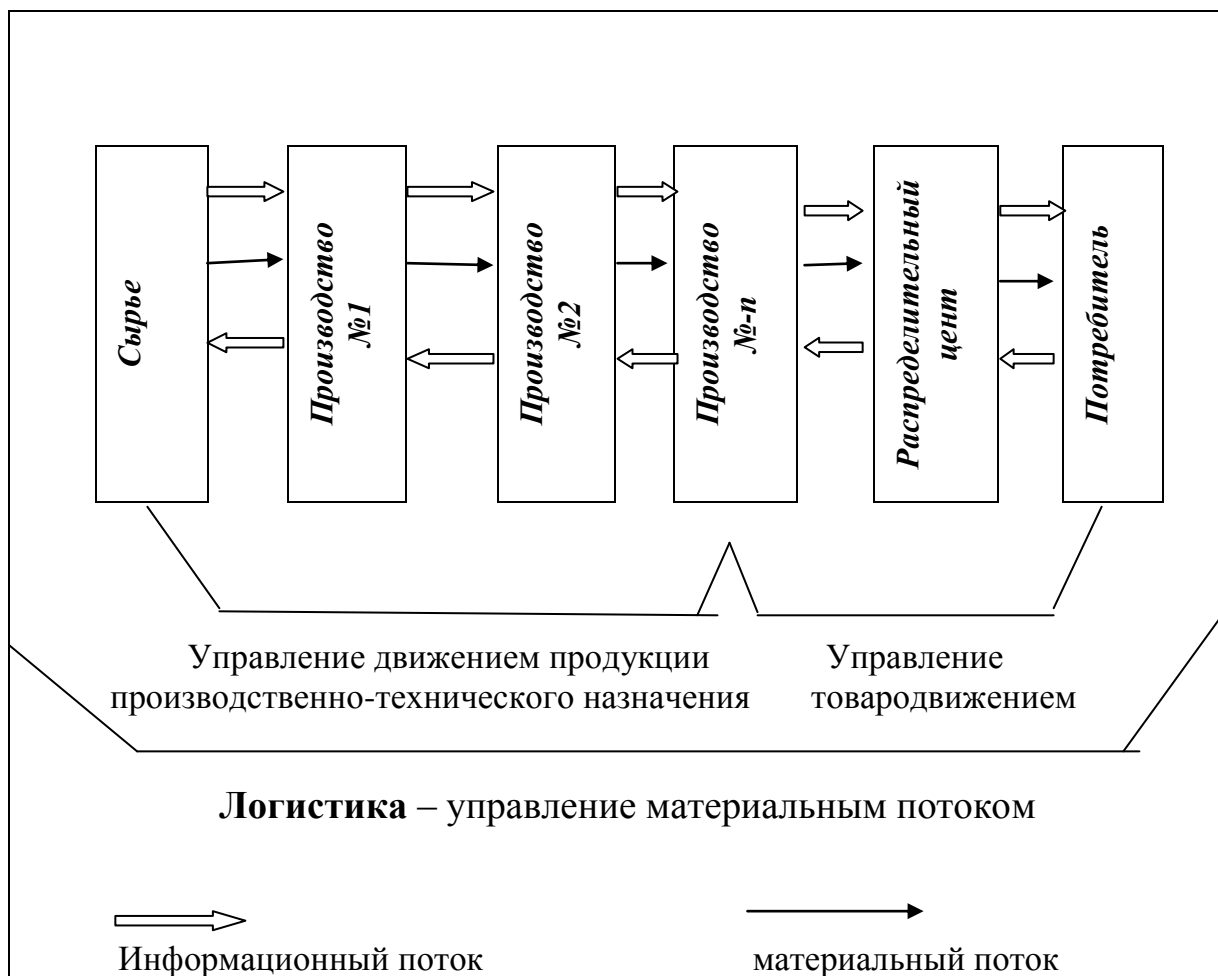 Сырье
Производство
№1
Производство
№2
Производство
№-n
Распределительный
цент
Потребитель
Управление движением продукции
производственно-технического назначения
Управление
товародвижением
Логистика – управление материальным потоком
Информационный поток
материальный поток